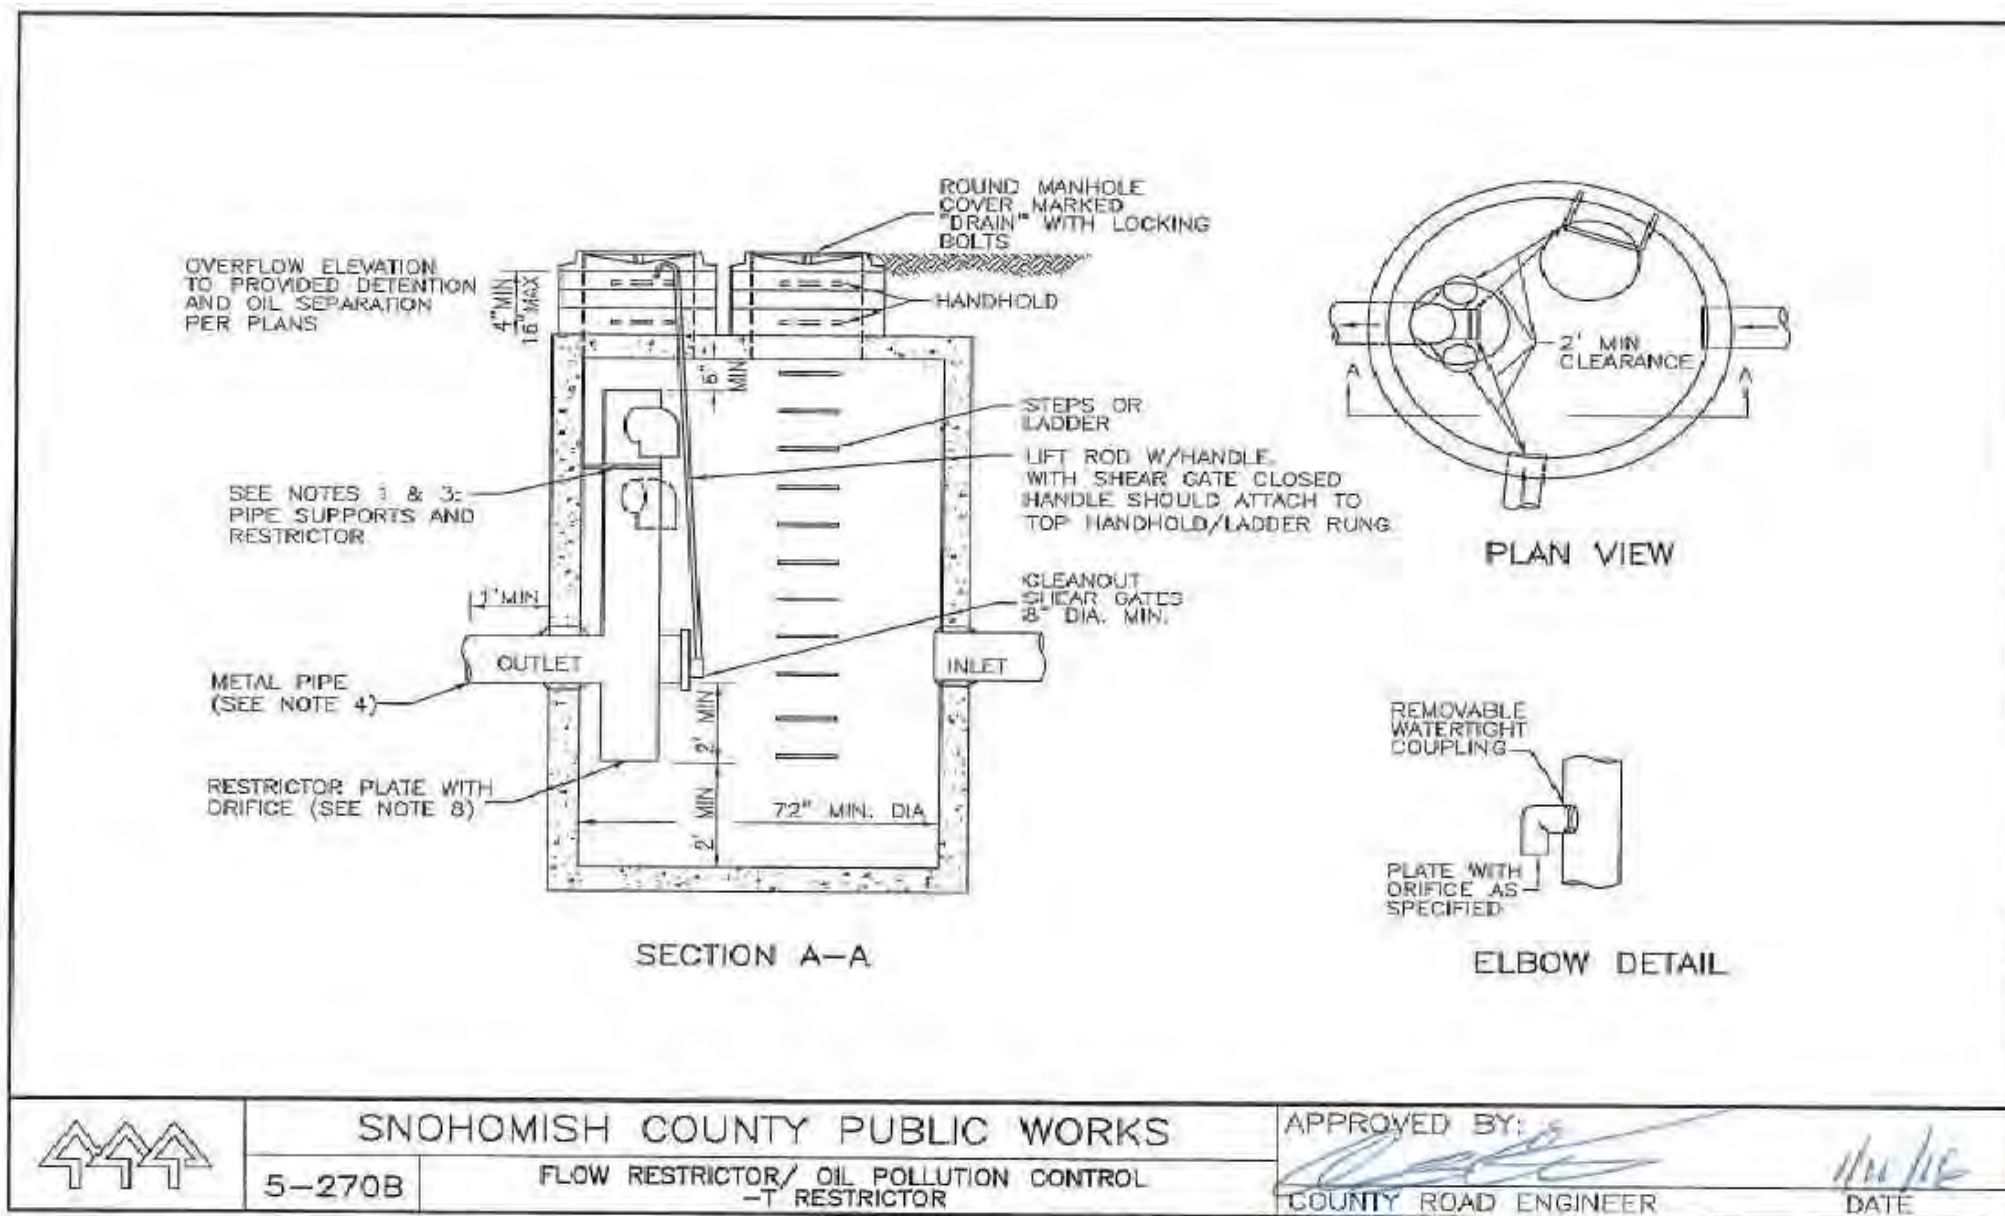 ROUND MANHOLE
COVER MARKED
"DRAIN" WITH LOCKING
BOLTS
OVERFLOW ELEVATION
TO PROVIDED DETENTION
AND OIL SEPARATION
PER PLANS
4" MIN
16" MAX
HANDHOLD
6"
MIN
STEPS OR
LADDER
LIFT ROD W/HANDLE.
WITH SHEAR GATE CLOSED
HANDLE SHOULD ATTACH TO
TOP HANDHOLD/LADDER RUNG
SEE NOTES 1 & 3:
PIPE SUPPORTS AND
RESTRICTOR
CLEANOUT
SHEAR GATES
8" DIA. MIN.
1' MIN
OUTLET
INLET
METAL PIPE
(SEE NOTE 4)
2' MIN
RESTRICTOR PLATE WITH
ORIFICE (SEE NOTE 8)
2' MIN
72" MIN. DIA
SECTION A-A
2' MIN
CLEARANCE
A
A
PLAN VIEW
REMOVABLE
WATERTIGHT
COUPLING
PLATE WITH
ORIFICE AS
SPECIFIED
ELBOW DETAIL
SNOHOMISH COUNTY PUBLIC WORKS
5-270B
FLOW RESTRICTOR/ OIL POLLUTION CONTROL
-T RESTRICTOR
APPROVED BY:
COUNTY ROAD ENGINEER
DATE